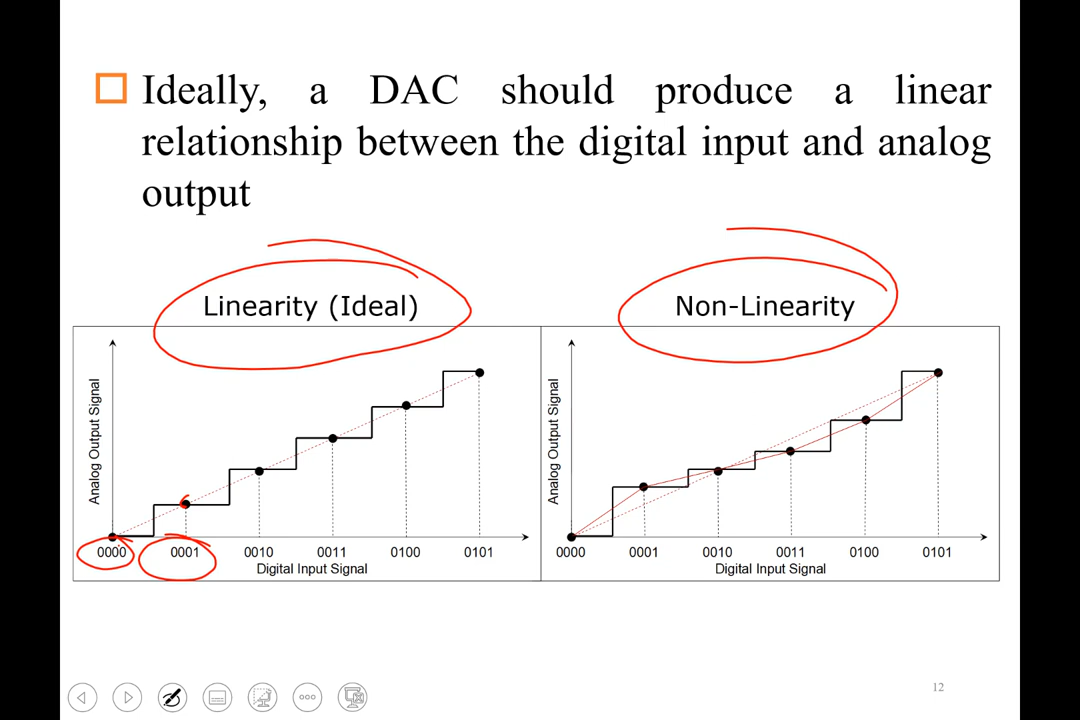 Ideally, a DAC should produce a linear
relationship between the digital input and analog
output
Linearity (Ideal)
Non-Linearity
Analog Output Signal
0000 0001 0010 0011 0100 0101
Digital Input Signal
Analog Output Signal
0000 0001 0010 0011 0100 0101
Digital Input Signal
12